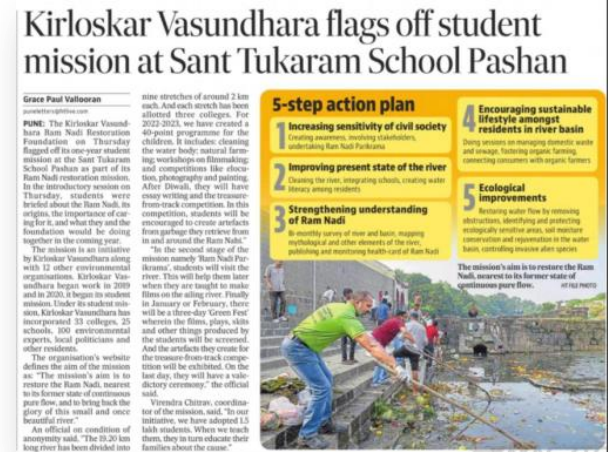 Kirloskar Vasundhara flags off student
mission at Sant Tukaram School Pashan
Grace Paul Vallooran
PUNE: The Kirloskar Vasund-
hara Ram Nadi Restoration
Foundation on Thursday
flagged off its one-year student
mission at the Sant Tukaram
School Pashan as part of its
Ram Nadi restoration mission.
In the introductory session on
Thursday, students were
briefed about the Ram Nadi, its
origins, the importance of car-
ing for it, and what they and the
foundation would be doing
together in the coming year.
The mission is an initiative
by Kirloskar Vasundhara along
with 12 other environmental
organisations. Kirloskar Vas-
undhara began work in 2019
and in 2020, it began its student
mission. Under its student mis-
sion, Kirloskar Vasundhara has
incorporated 33 colleges, 25
schools, 100 environmental
experts, local politicians and
other residents.
The organisation's website
defines the aim of the mission
as: "The mission's aim is to
restore the Ram Nadi, nearest
to its former state of continuous
pure flow, and to bring back the
glory of this small and once
beautiful river."
An official on condition of
anonymity said, "The 19.20 km
long river has been divided into
nine stretches of around 2 km
each. And each stretch has been
allotted three colleges. For
2022-2023, we have created a
40-point programme for the
children. It includes: cleaning
the water body; natural farm-
ing; workshops on filmmaking;
and competitions like elocu-
tion, photography and painting.
After Diwali, they will have
essay writing and the treasure-
from-trash competition. In this
competition, students will be
encouraged to create artefacts
from garbage they retrieve from
in and around the Ram Nadi."
"In the second stage of the
mission namely 'Ram Nadi Par-
ikrama', students will visit the
river. This will help them later
when they are taught to make
films on the ailing river. Finally
in January or February, there
will be a three-day 'Green Fest'
wherein the films, plays, skits
and other things produced by
the students will be screened.
And the artefacts they create for
the treasure-from-trash compe-
tition will be exhibited. On the
last day, they will have a vale-
dictory ceremony," the official
said.
Virendra Chitrav, coordina-
tor of the mission, said, "In our
initiative, we have adopted 1.5
lakh students. When we teach
them, they in turn educate their
families about the cause."
5-step action plan
1 Increasing sensitivity of civil society
Creating awareness, involving stakeholders,
undertaking Ram Nadi Parikrama
2 Improving present state of the river
Cleaning the river, integrating schools, creating water
literacy among residents
3 Strengthening understanding
of Ram Nadi
Bi-monthly survey of river and basin; mapping
mythological and other elements of the river,
publishing and monitoring health-card of Ram Nadi
4 Encouraging sustainable
lifestyle amongst
residents in river basin
Doing sessions on managing domestic waste
and sewage, fostering organic farming,
connecting consumers with organic farmers
5 Ecological
improvements
Restoring water flow by removing
obstructions, identifying and protecting
ecologically sensitive areas, soil moisture
conservation and rejuvenation in the water
basin, controlling invasive alien species
The mission's aim is to restore the Ram
Nadi, nearest to its former state of
continuous pure flow. HT FILE PHOTO